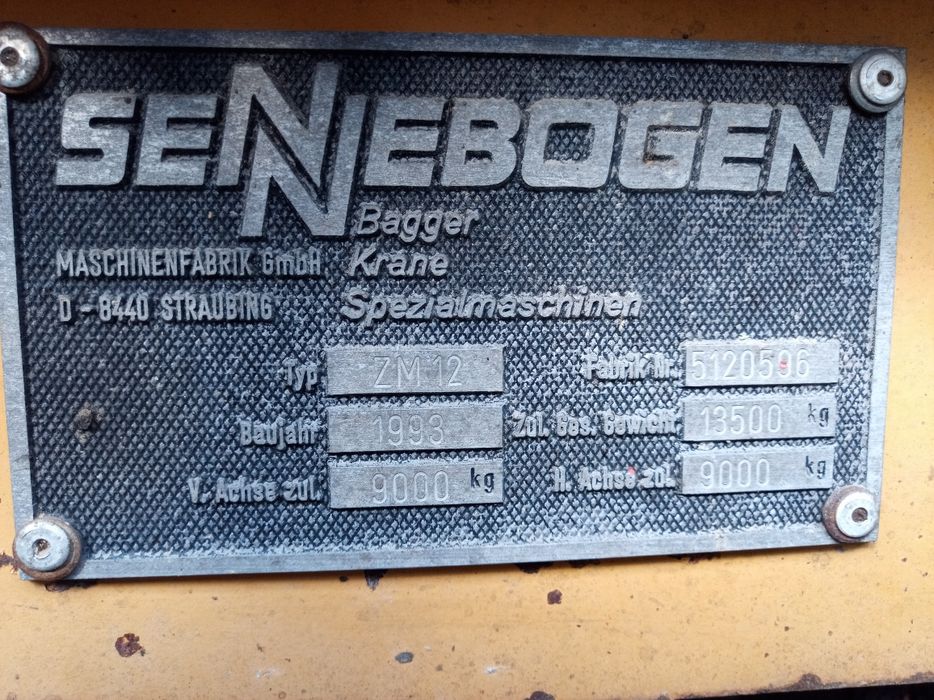 SENNEBOGEN
Bagger
MASCHINENFABRIK GmbH Krane
D-8440 STRAUBING Spezialmaschinen
Typ ZM 12 Fabrik Nr. 5120506
Baujahr 1993 Zul. Ges. Gewicht 13500 kg
V. Achse zul. 9000 kg H. Achse zul. 9000 kg